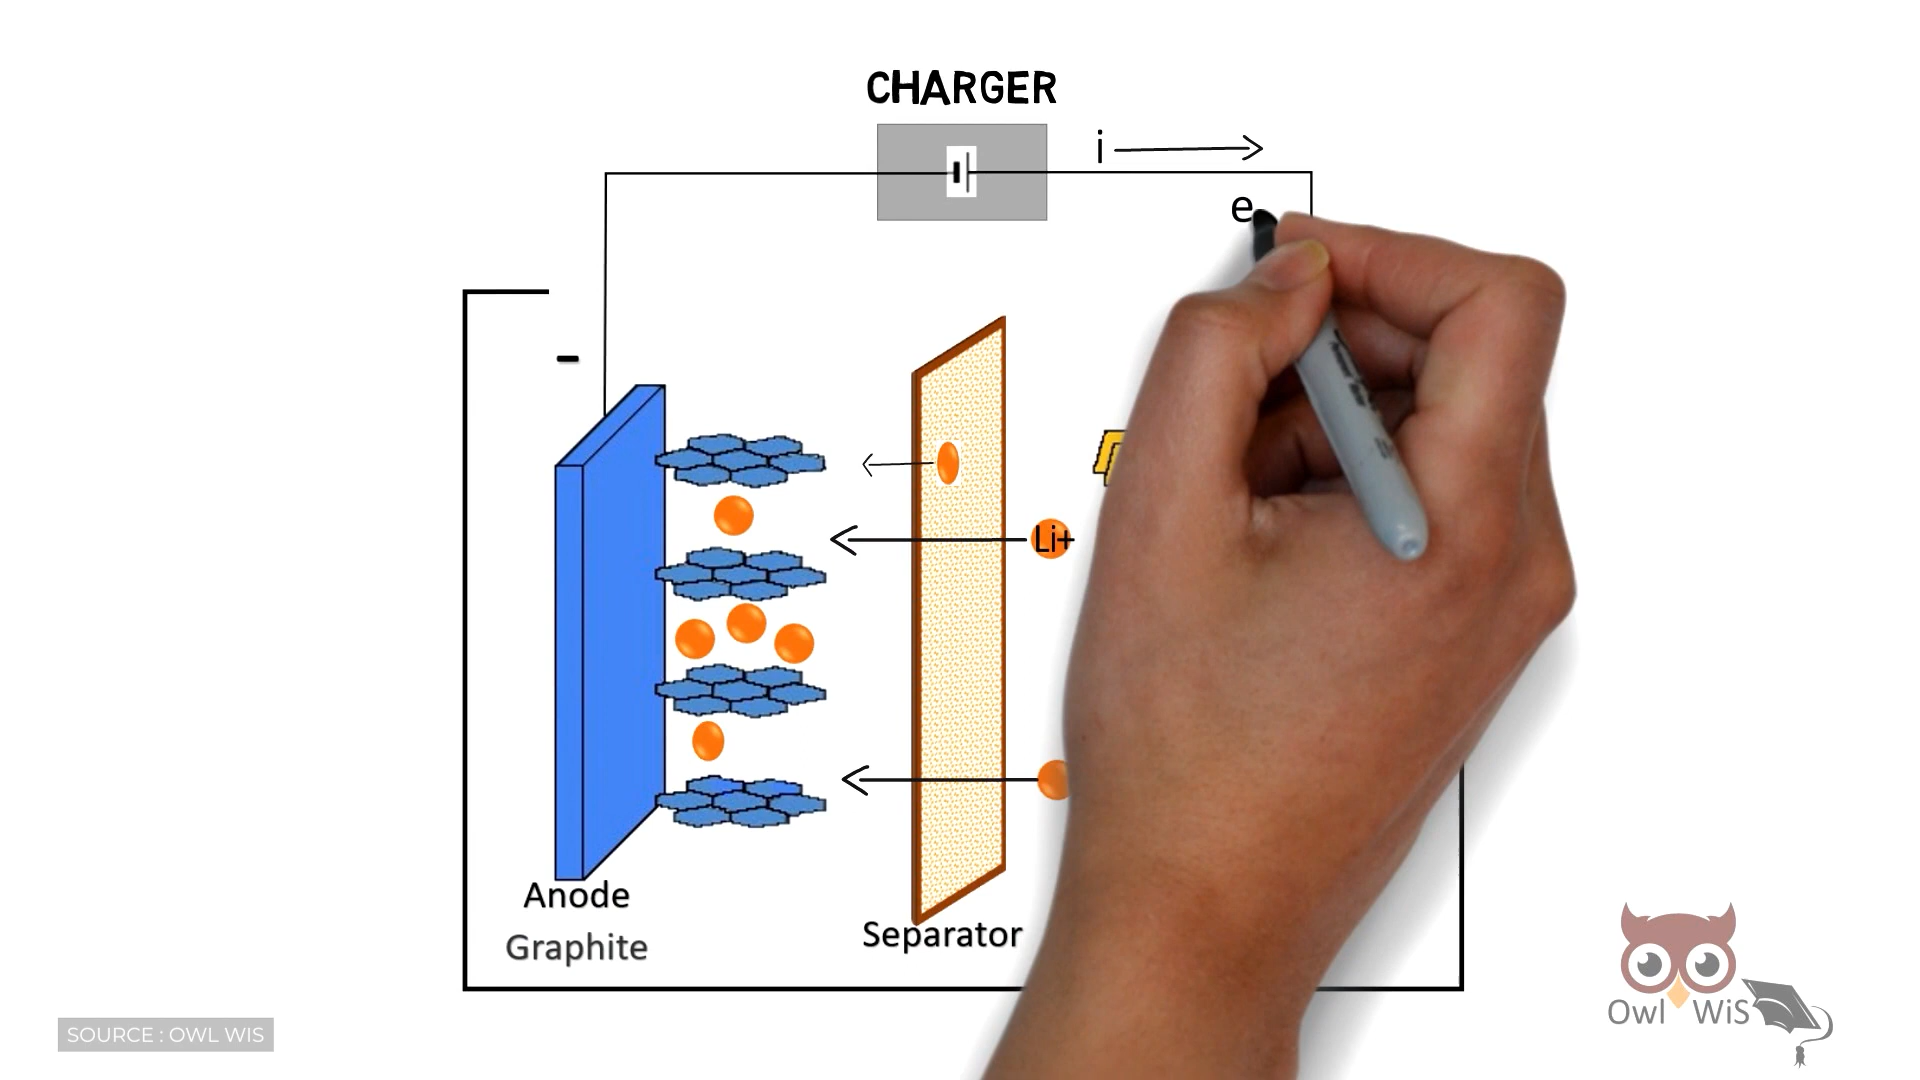 CHARGER
i
e
-
Li+
Anode
Graphite
Separator
Owl WiS
SOURCE : OWL WIS